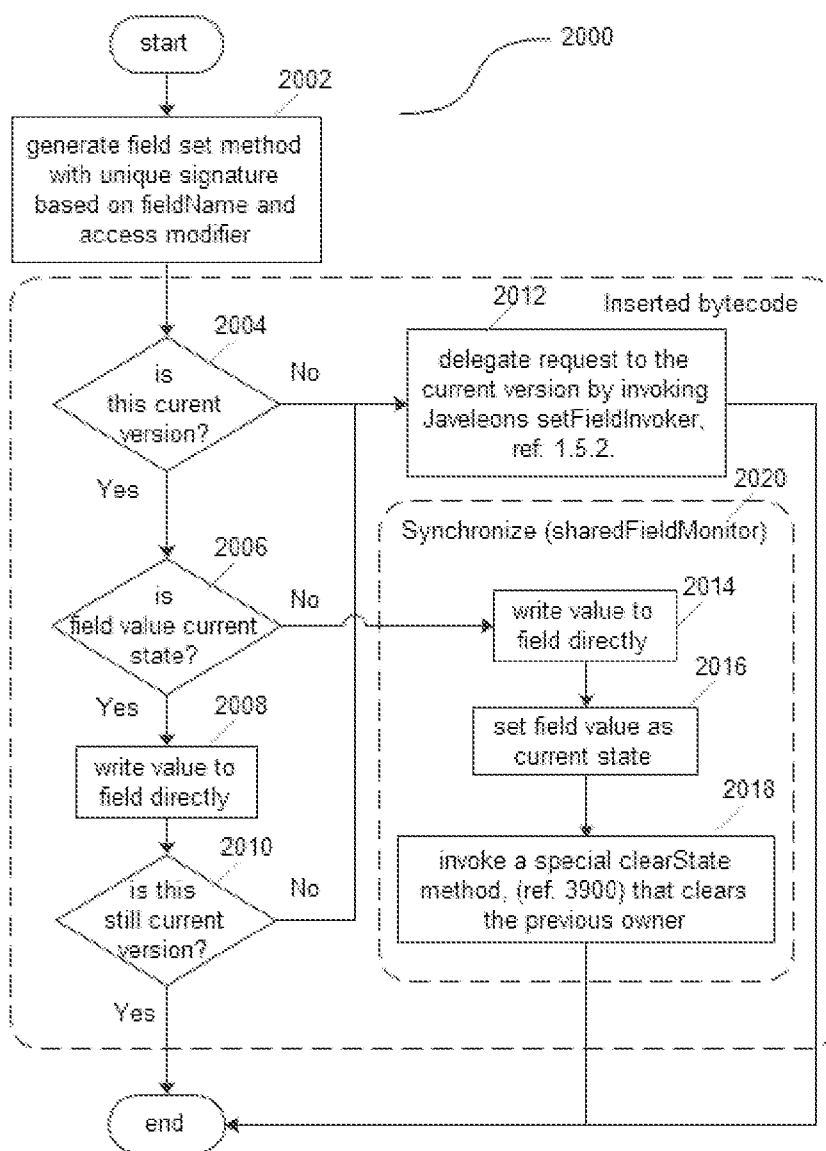 start
2000
2002
generate field set method
with unique signature
based on fieldName and
access modifier
Inserted bytecode
2004
is
this curent
version?
No
Yes
2012
delegate request to the
current version by invoking
Javeleons setFieldInvoker,
ref: 1.5.2.
2020
Synchronize (sharedFieldMonitor)
2006
is
field value current
state?
No
Yes
2014
write value to
field directly
2016
set field value as
current state
2008
write value to
field directly
2018
invoke a special clearState
method, (ref. 3900) that clears
the previous owner
2010
is this
still current
version?
No
Yes
end